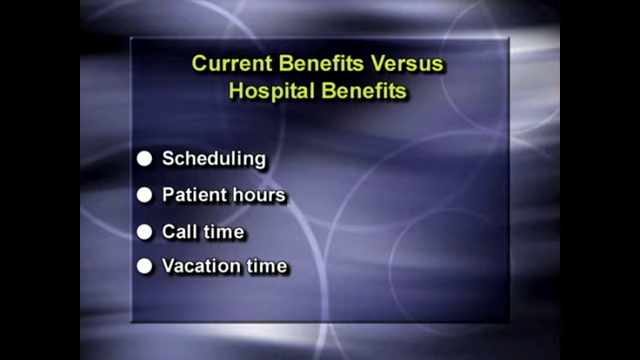 Current Benefits Versus
Hospital Benefits
Scheduling
Patient hours
Call time
Vacation time